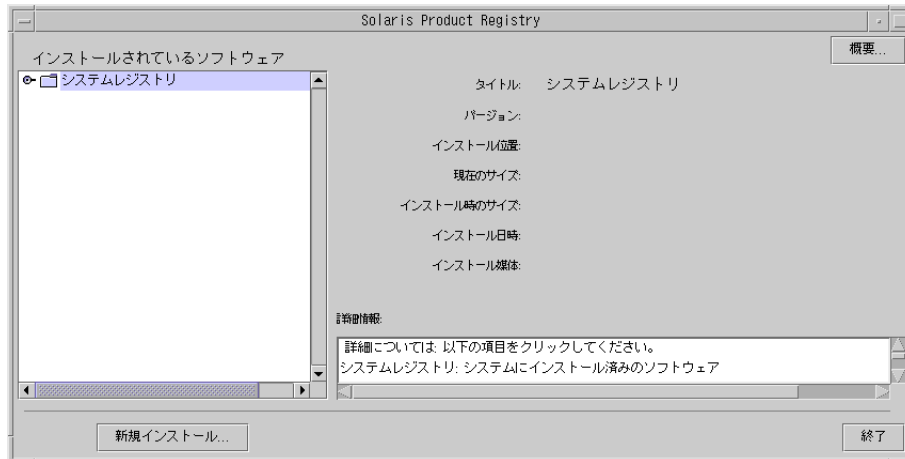 Solaris Product Registry
インストールされているソフトウェア
概要...
システムレジストリ
タイトル: システムレジストリ
バージョン:
インストール位置:
現在のサイズ:
インストール時のサイズ:
インストール日時:
インストール媒体:
詳細情報:
詳細については: 以下の項目をクリックしてください。
システムレジストリ: システムにインストール済みのソフトウェア
新規インストール...
終了